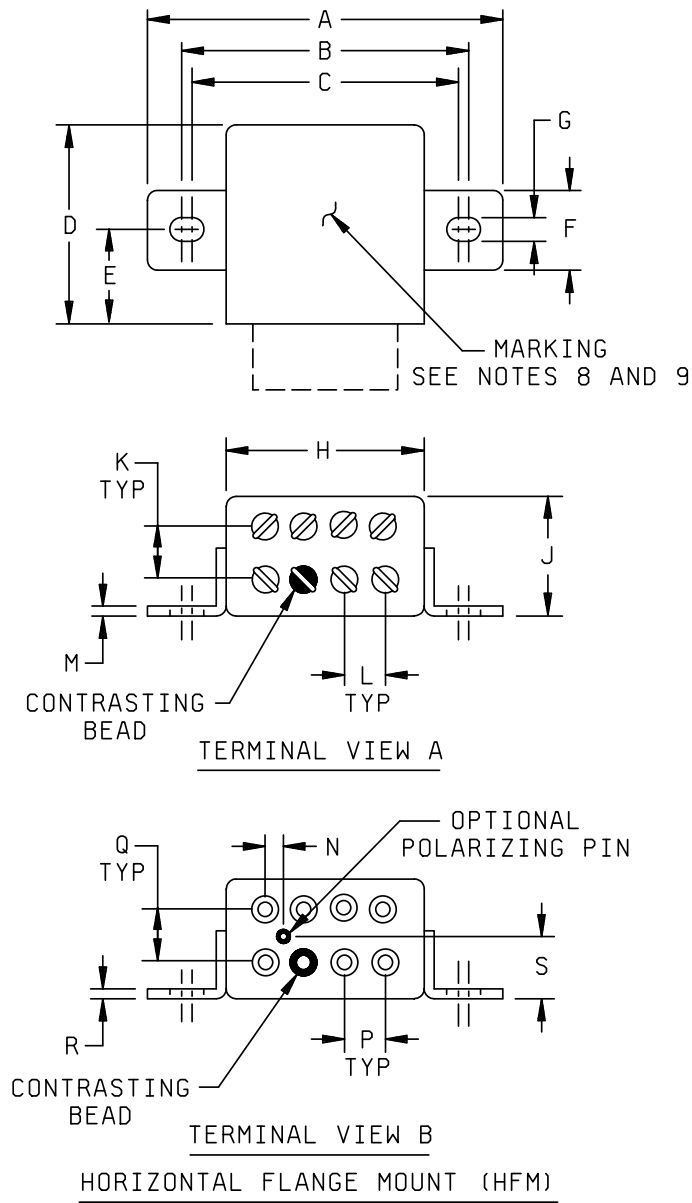 A
B
C
G
D
F
E
MARKING
SEE NOTES 8 AND 9
H
K
TYP
J
M
L
TYP
CONTRASTING
BEAD
TERMINAL VIEW A
OPTIONAL
POLARIZING PIN
Q
TYP
N
S
R
P
TYP
CONTRASTING
BEAD
TERMINAL VIEW B
HORIZONTAL FLANGE MOUNT (HFM)